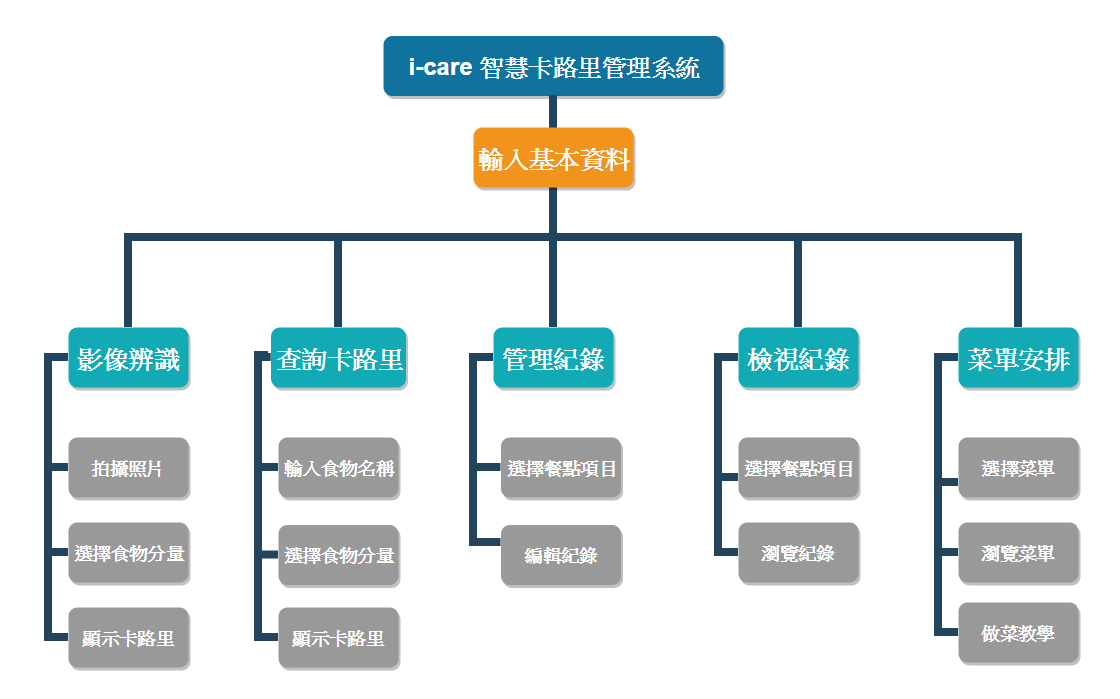 i-care 智慧卡路里管理系統
輸入基本資料
影像辨識
查詢卡路里
管理紀錄
檢視紀錄
菜單安排
拍攝照片
輸入食物名稱
選擇餐點項目
選擇餐點項目
選擇菜單
選擇食物分量
選擇食物分量
編輯紀錄
瀏覽紀錄
瀏覽菜單
顯示卡路里
顯示卡路里
做菜教學